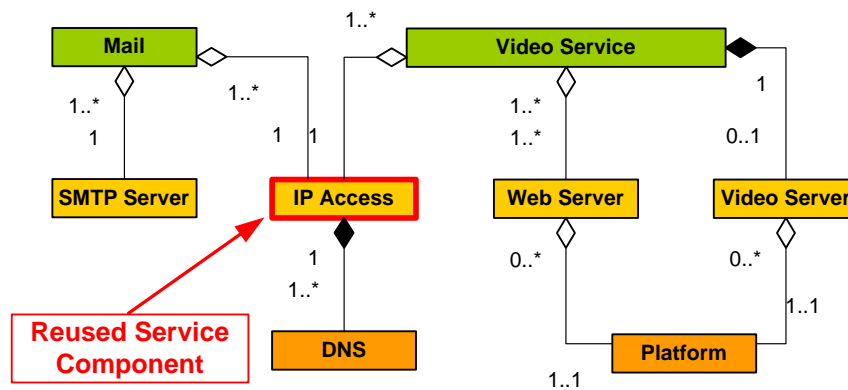 1..*
Mail
Video Service
1..*
1..*
1
1..*
1..*
1
0..1
1
1
SMTP Server
IP Access
Web Server
Video Server
1
1..*
0..*
0..*
1..1
Reused Service
Component
DNS
Platform
1..1